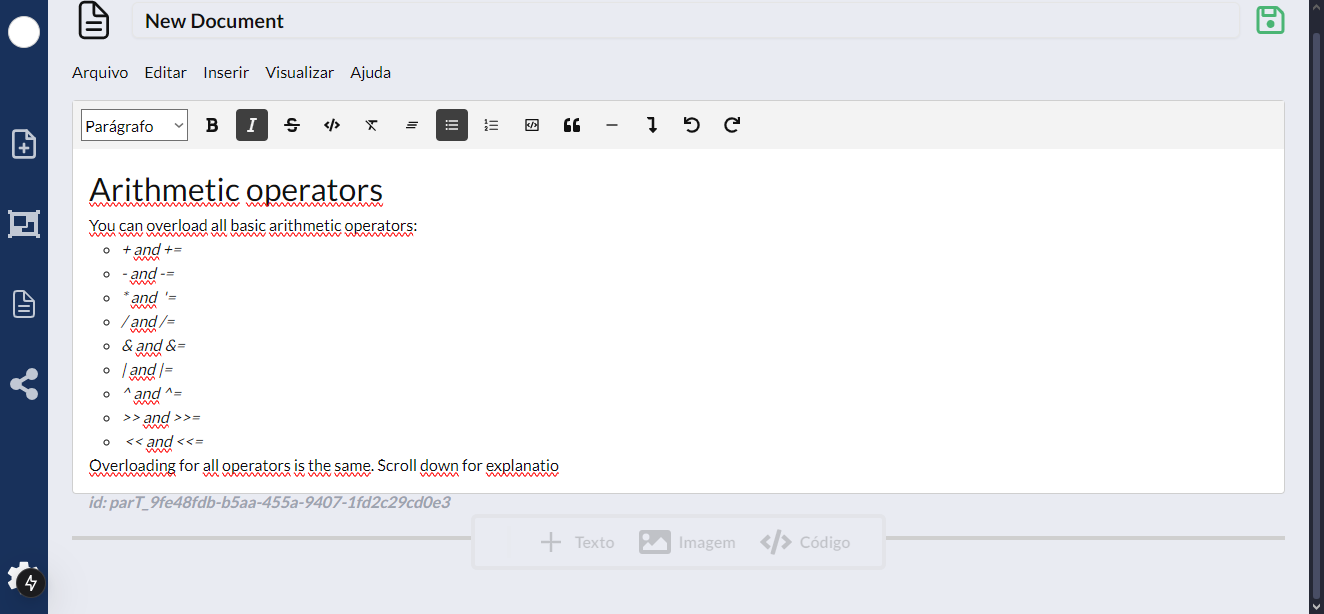 New Document
Arquivo Editar Inserir Visualizar Ajuda
Parágrafo
Arithmetic operators
You can overload all basic arithmetic operators:
+ and +=
- and -=
* and '=
/ and /=
& and &=
| and |=
^ and ^=
>> and >>=
<< and <<=
Overloading for all operators is the same. Scroll down for explanatio
id: parT_9fe48fdb-b5aa-455a-9407-1fd2c29cd0e3
Texto Imagem Código